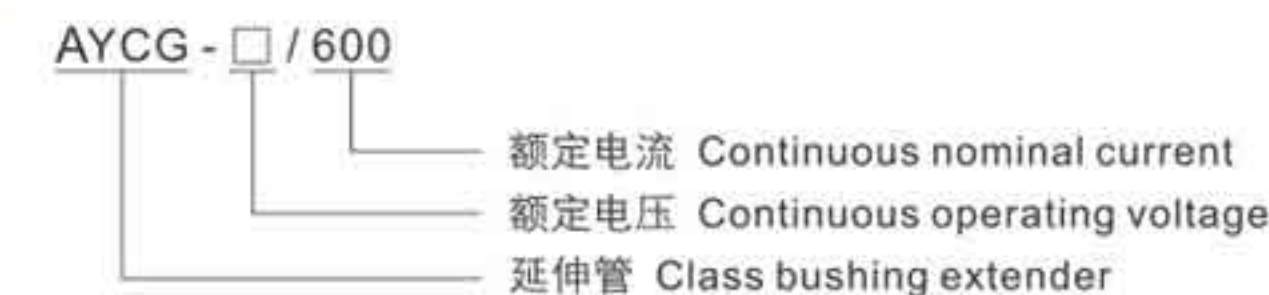 AYCG - □ / 600
额定电流 Continuous nominal current
额定电压 Continuous operating voltage
延伸管 Class bushing extender